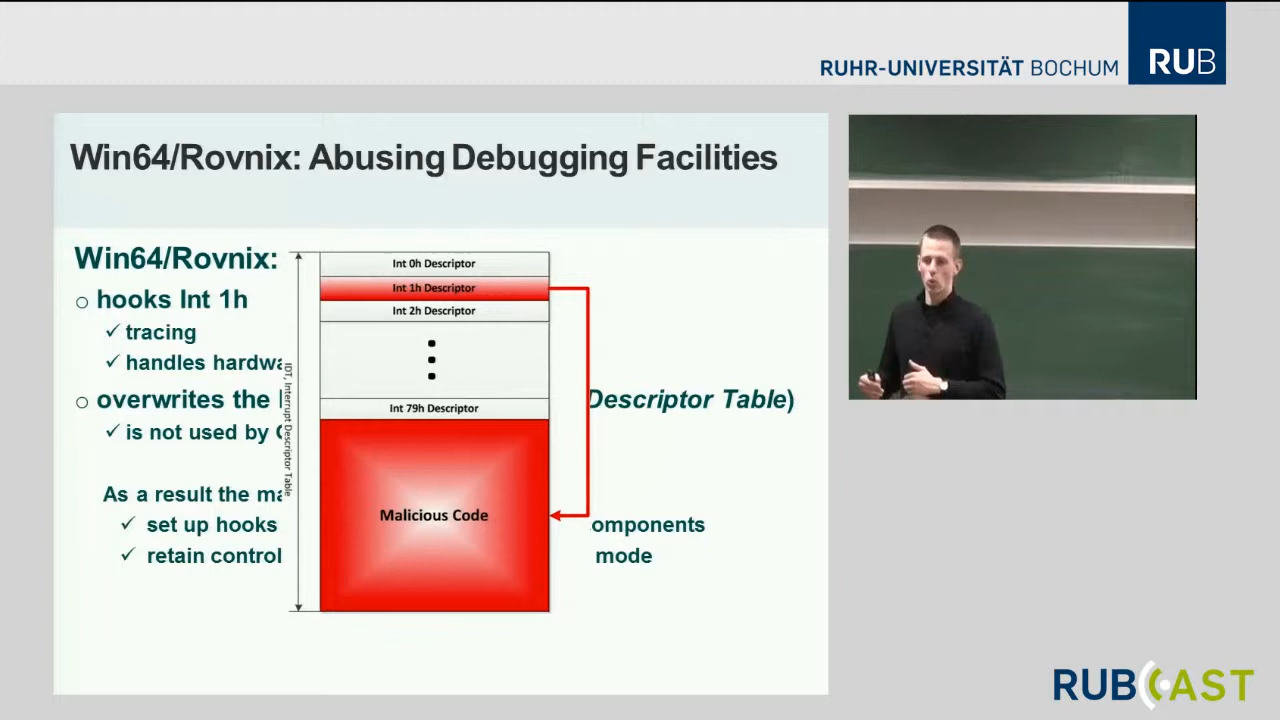 RUHR-UNIVERSITÄT BOCHUM
RUB
Win64/Rovnix: Abusing Debugging Facilities
Win64/Rovnix:
hooks Int 1h
tracing
handles
overwrites the
Descriptor Table)
is not used by
As a result the
set up hooks
omponents
retain control
mode
IDT, Interrupt Descriptor Table
Int 0h Descriptor
Int 1h Descriptor
Int 2h Descriptor
Int 79h Descriptor
Malicious Code
RUBCAST